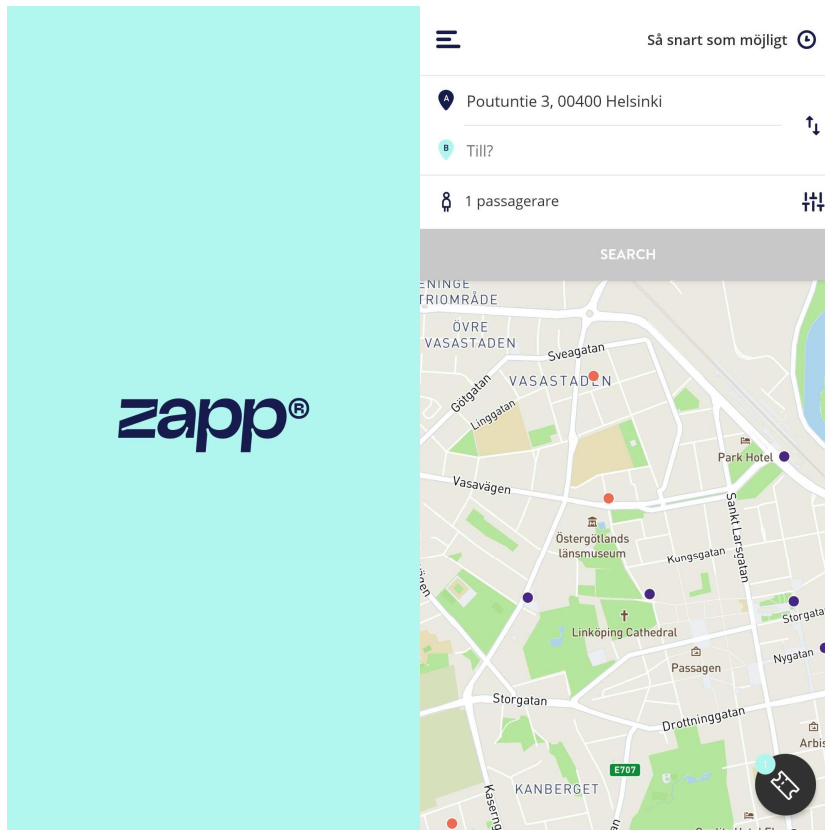 zapp®
Så snart som möjligt
A
Poutuntie 3, 00400 Helsinki
B
Till?
1 passagerare
SEARCH
ENINGE
TRIOMRÅDE
ÖVRE
VASASTADEN
Sveagatan
VASASTADEN
Götgatan
Linggatan
Park Hotel
Vasavägen
Sankt Larsgatan
Östergötlands
länsmuseum
Kungsgatan
Storgata
Linköping Cathedral
Nygatan
Passagen
Storgatan
Drottninggatan
Arbis
E707
1
KANBERGET
Kaserng